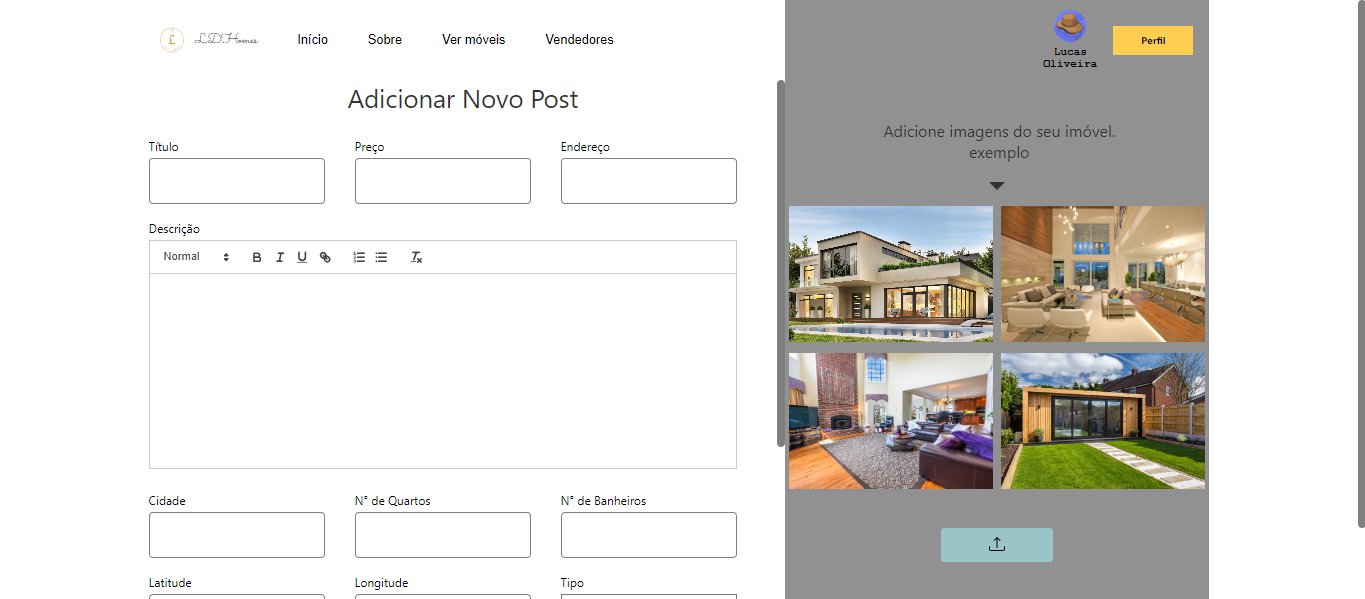 £ LDHomes Início Sobre Ver móveis Vendedores
Lucas
Oliveira
Perfil
Adicionar Novo Post
Título Preço Endereço
Descrição
Normal B I U
Cidade N° de Quartos N° de Banheiros
Latitude Longitude Tipo
Adicione imagens do seu imóvel.
exemplo